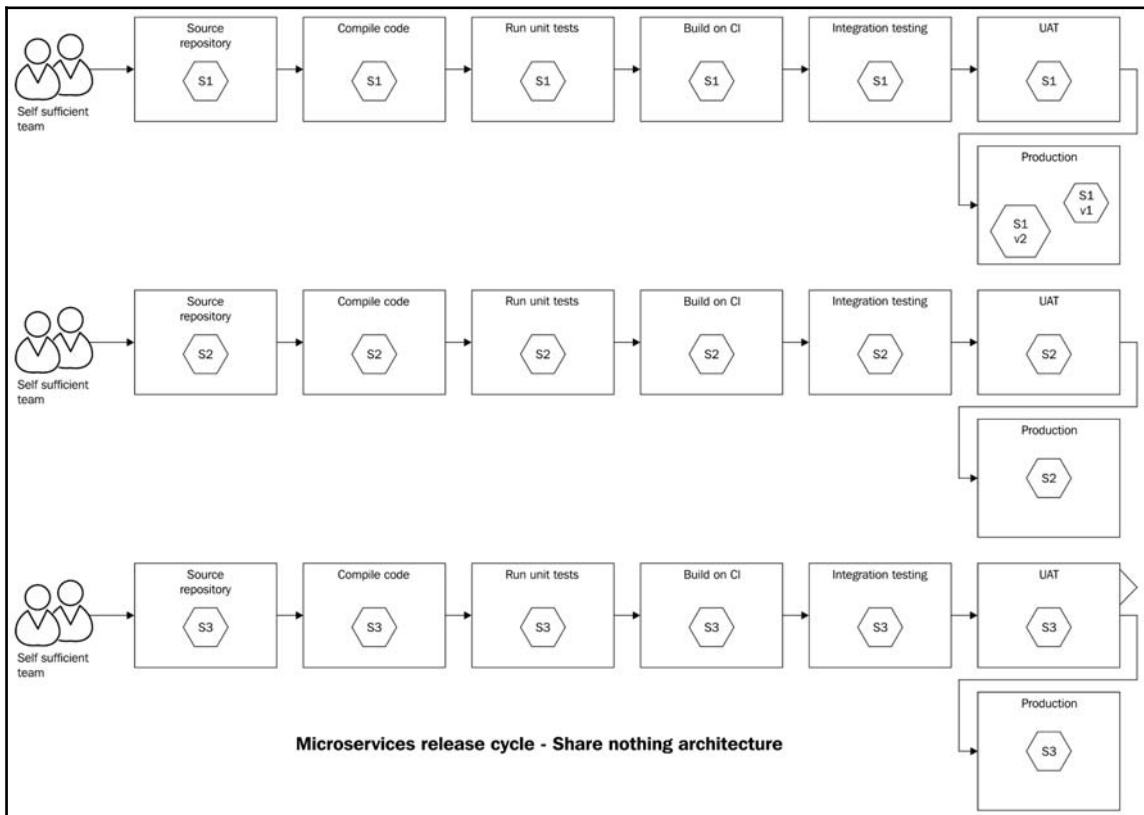 Source
repository
S1
Compile code
S1
Run unit tests
S1
Build on CI
S1
Integration testing
S1
UAT
S1
Self sufficient
team
Production
S1
v1
S1
v2
Source
repository
S2
Compile code
S2
Run unit tests
S2
Build on CI
S2
Integration testing
S2
UAT
S2
Self sufficient
team
Production
S2
Source
repository
S3
Compile code
S3
Run unit tests
S3
Build on CI
S3
Integration testing
S3
UAT
S3
Self sufficient
team
Production
S3
Microservices release cycle - Share nothing architecture